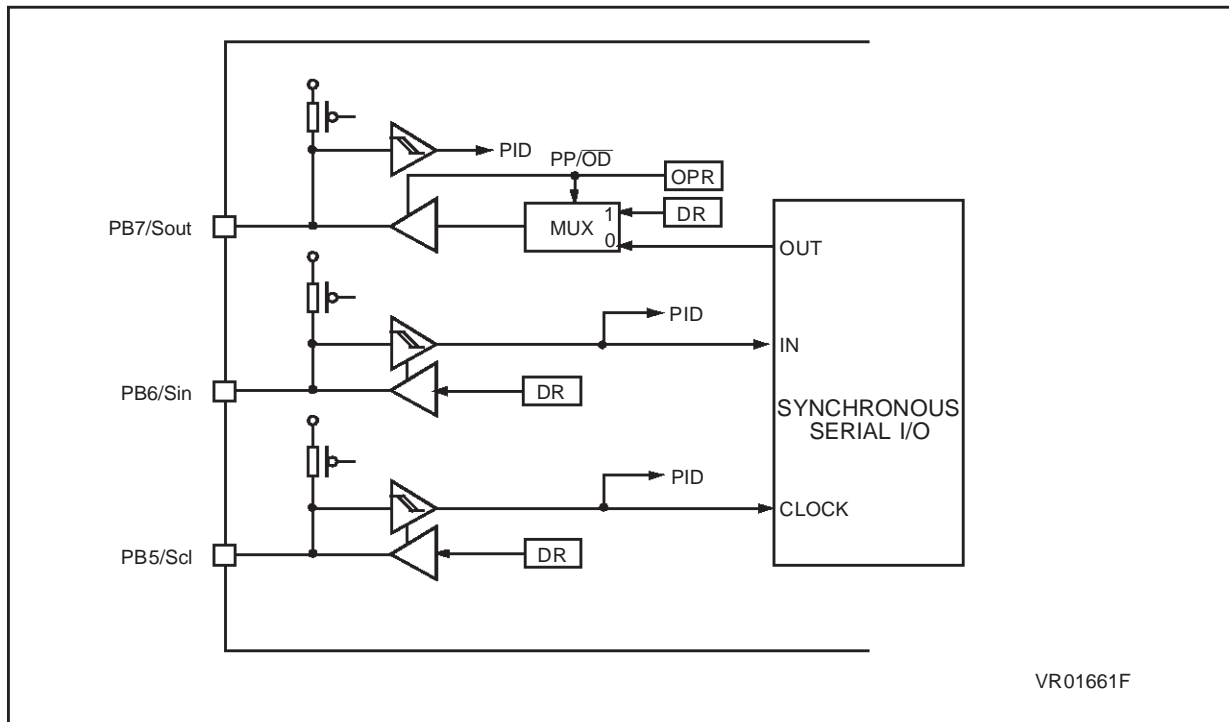 PID
PP/OD
OPR
DR
PB7/Sout
MUX
1
0
OUT
PID
IN
PB6/Sin
DR
SYNCHRONOUS
SERIAL I/O
PID
CLOCK
PB5/Scl
DR
VR01661F